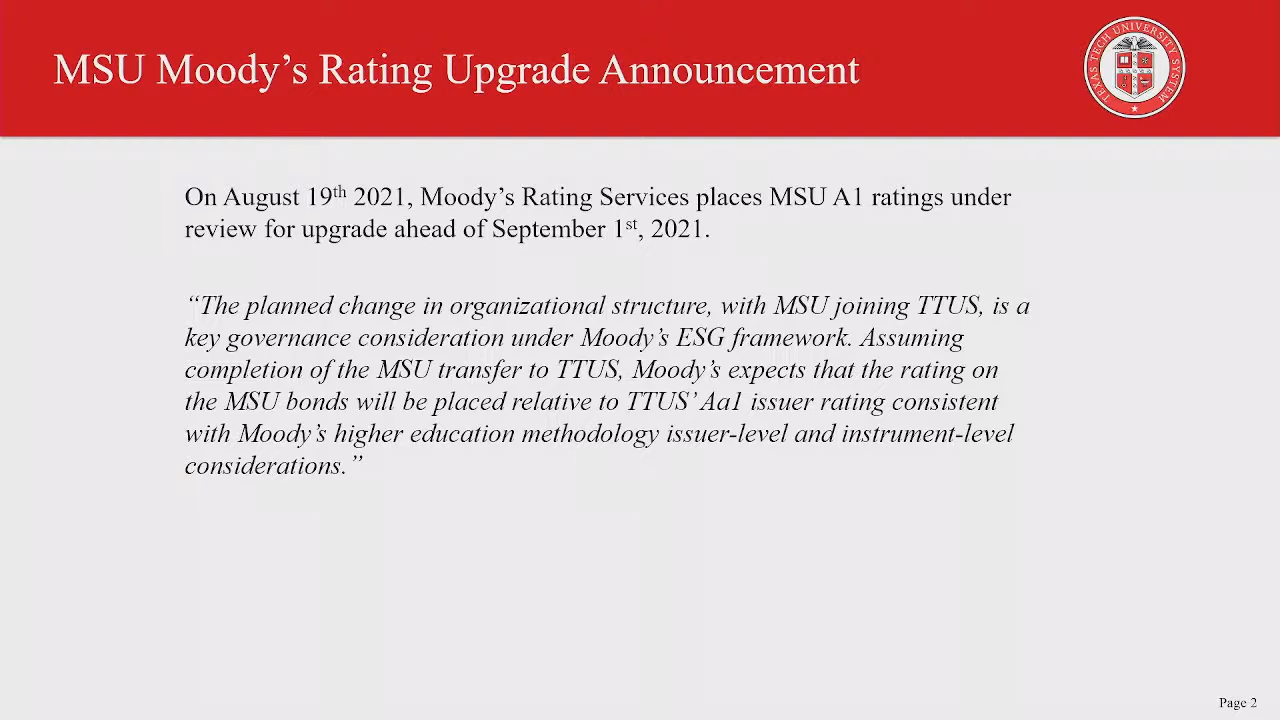 MSU Moody’s Rating Upgrade Announcement
TEXAS TECH UNIVERSITY SYSTEM
On August 19th 2021, Moody’s Rating Services places MSU A1 ratings under
review for upgrade ahead of September 1st, 2021.
“The planned change in organizational structure, with MSU joining TTUS, is a
key governance consideration under Moody’s ESG framework. Assuming
completion of the MSU transfer to TTUS, Moody’s expects that the rating on
the MSU bonds will be placed relative to TTUS’ Aa1 issuer rating consistent
with Moody’s higher education methodology issuer-level and instrument-level
considerations.”
Page 2